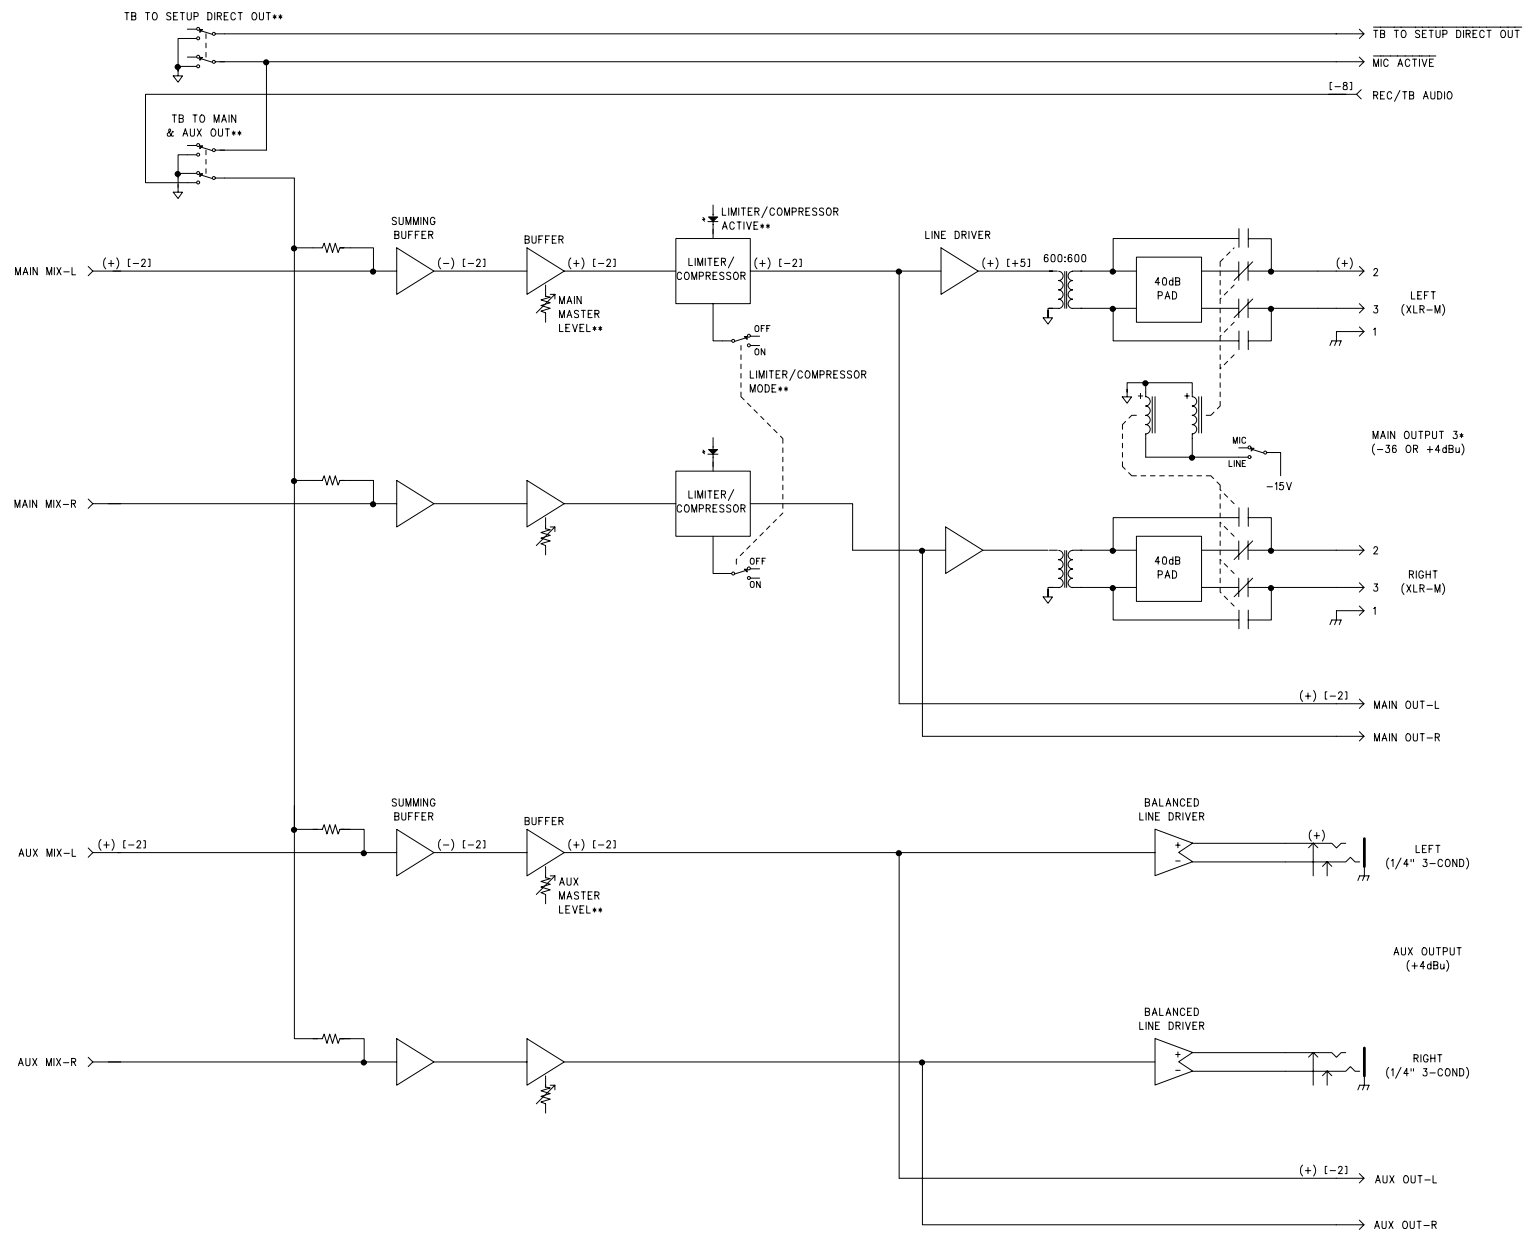 TB TO SETUP DIRECT OUT**
TB TO SETUP DIRECT OUT
MIC ACTIVE
[-8]
REC/TB AUDIO
TB TO MAIN
& AUX OUT**
SUMMING
BUFFER
BUFFER
*
LIMITER/COMPRESSOR
ACTIVE**
LINE DRIVER
MAIN MIX-L
(+) [-2]
(-) [-2]
(+) [-2]
LIMITER/
COMPRESSOR
(+) [-2]
(+) [+5]
600:600
40dB
PAD
(+)
2
LEFT
(XLR-M)
3
1
MAIN
MASTER
LEVEL**
OFF
ON
LIMITER/COMPRESSOR
MODE**
+
+
MIC
LINE
-15V
MAIN OUTPUT 3*
(-36 OR +4dBu)
*
MAIN MIX-R
LIMITER/
COMPRESSOR
OFF
ON
40dB
PAD
2
RIGHT
(XLR-M)
3
1
(+) [-2]
MAIN OUT-L
MAIN OUT-R
SUMMING
BUFFER
BUFFER
BALANCED
LINE DRIVER
AUX MIX-L
(+) [-2]
(-) [-2]
(+) [-2]
+
-
(+)
LEFT
(1/4" 3-COND)
AUX
MASTER
LEVEL**
AUX OUTPUT
(+4dBu)
BALANCED
LINE DRIVER
AUX MIX-R
+
-
RIGHT
(1/4" 3-COND)
(+) [-2]
AUX OUT-L
AUX OUT-R